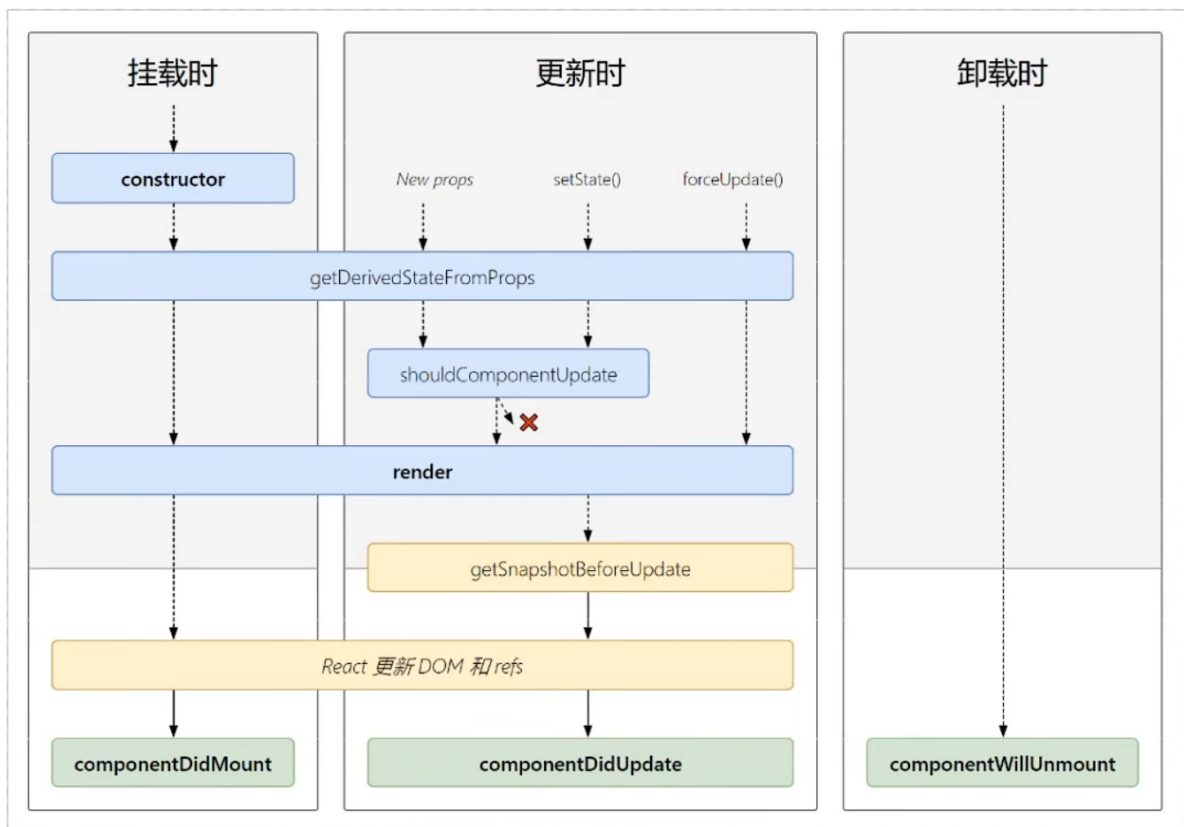 挂载时
更新时
卸载时
constructor
New props
setState()
forceUpdate()
getDerivedStateFromProps
shouldComponentUpdate
render
getSnapshotBeforeUpdate
React 更新 DOM 和 refs
componentDidMount
componentDidUpdate
componentWillUnmount